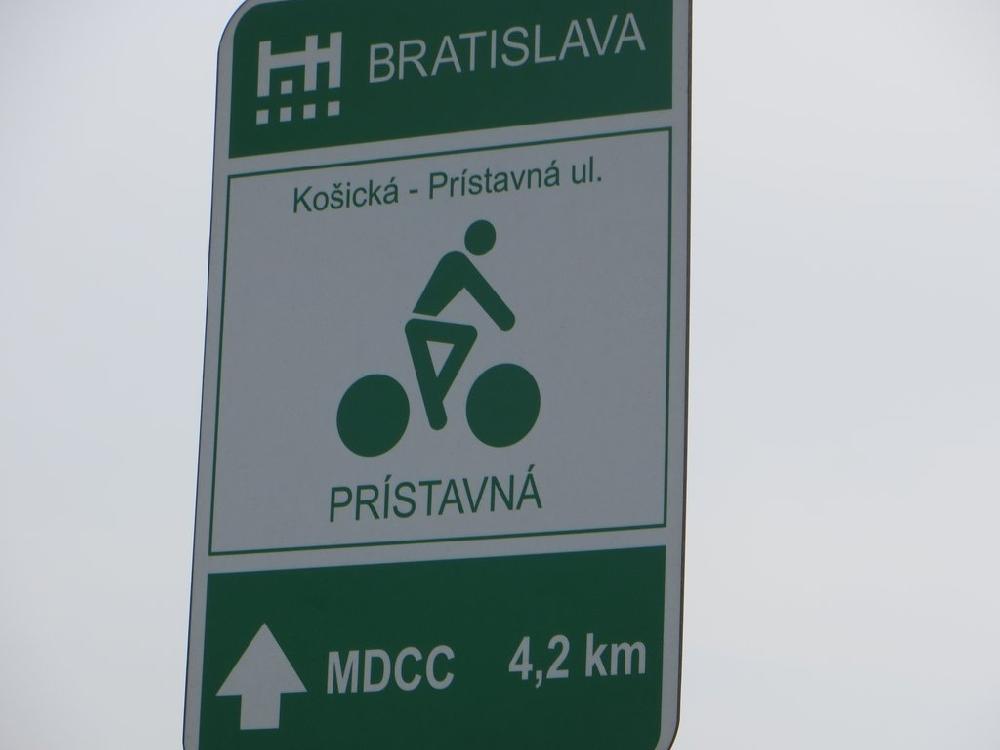 BRATISLAVA
Košická - Prístavná ul.
PRÍSTAVNÁ
MDCC 4,2 km